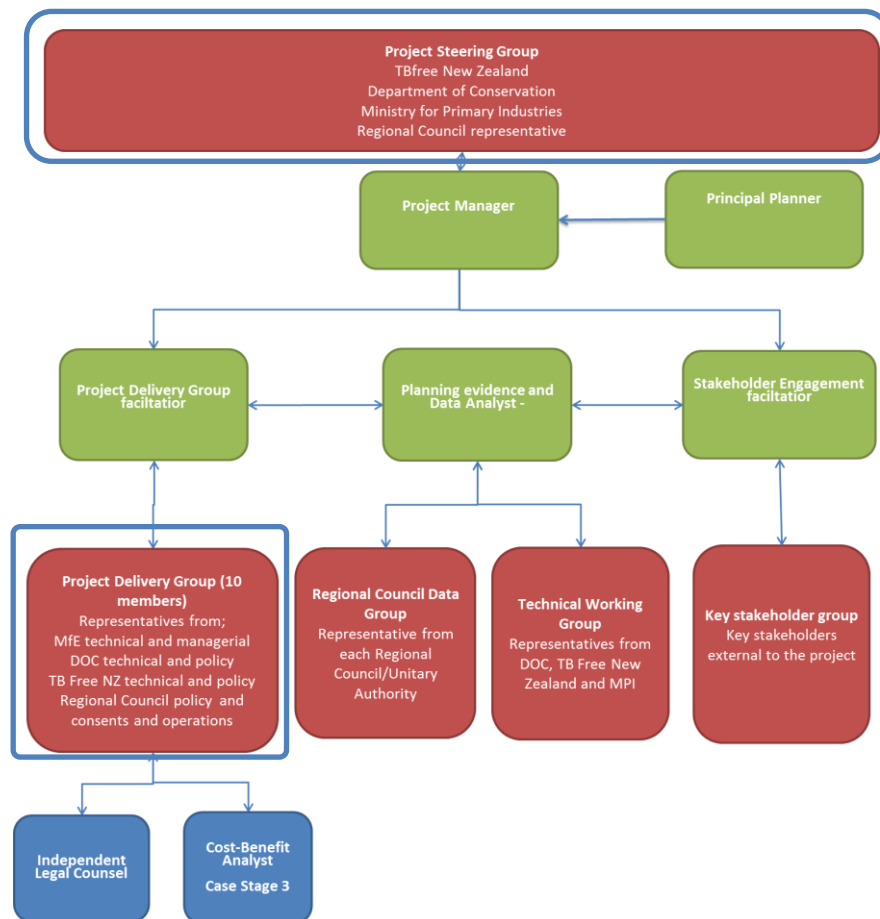 Project Steering Group
TBfree New Zealand
Department of Conservation
Ministry for Primary Industries
Regional Council representative
Project Manager
Principal Planner
Project Delivery Group
faciltatior
Planning evidence and
Data Analyst -
Stakeholder Engagement
faciltatior
Project Delivery Group (10
members)
Representatives from;
MfE technical and managerial
DOC technical and policy
TB Free NZ technical and policy
Regional Council policy and
consents and operations
Regional Council Data
Group
Representative from
each Regional
Council/Unitary
Authority
Technical Working
Group
Representatives from
DOC, TB Free New
Zealand and MPI
Key stakeholder group
Key stakeholders
external to the project
Independent
Legal Counsel
Cost-Benefit
Analyst
Case Stage 3